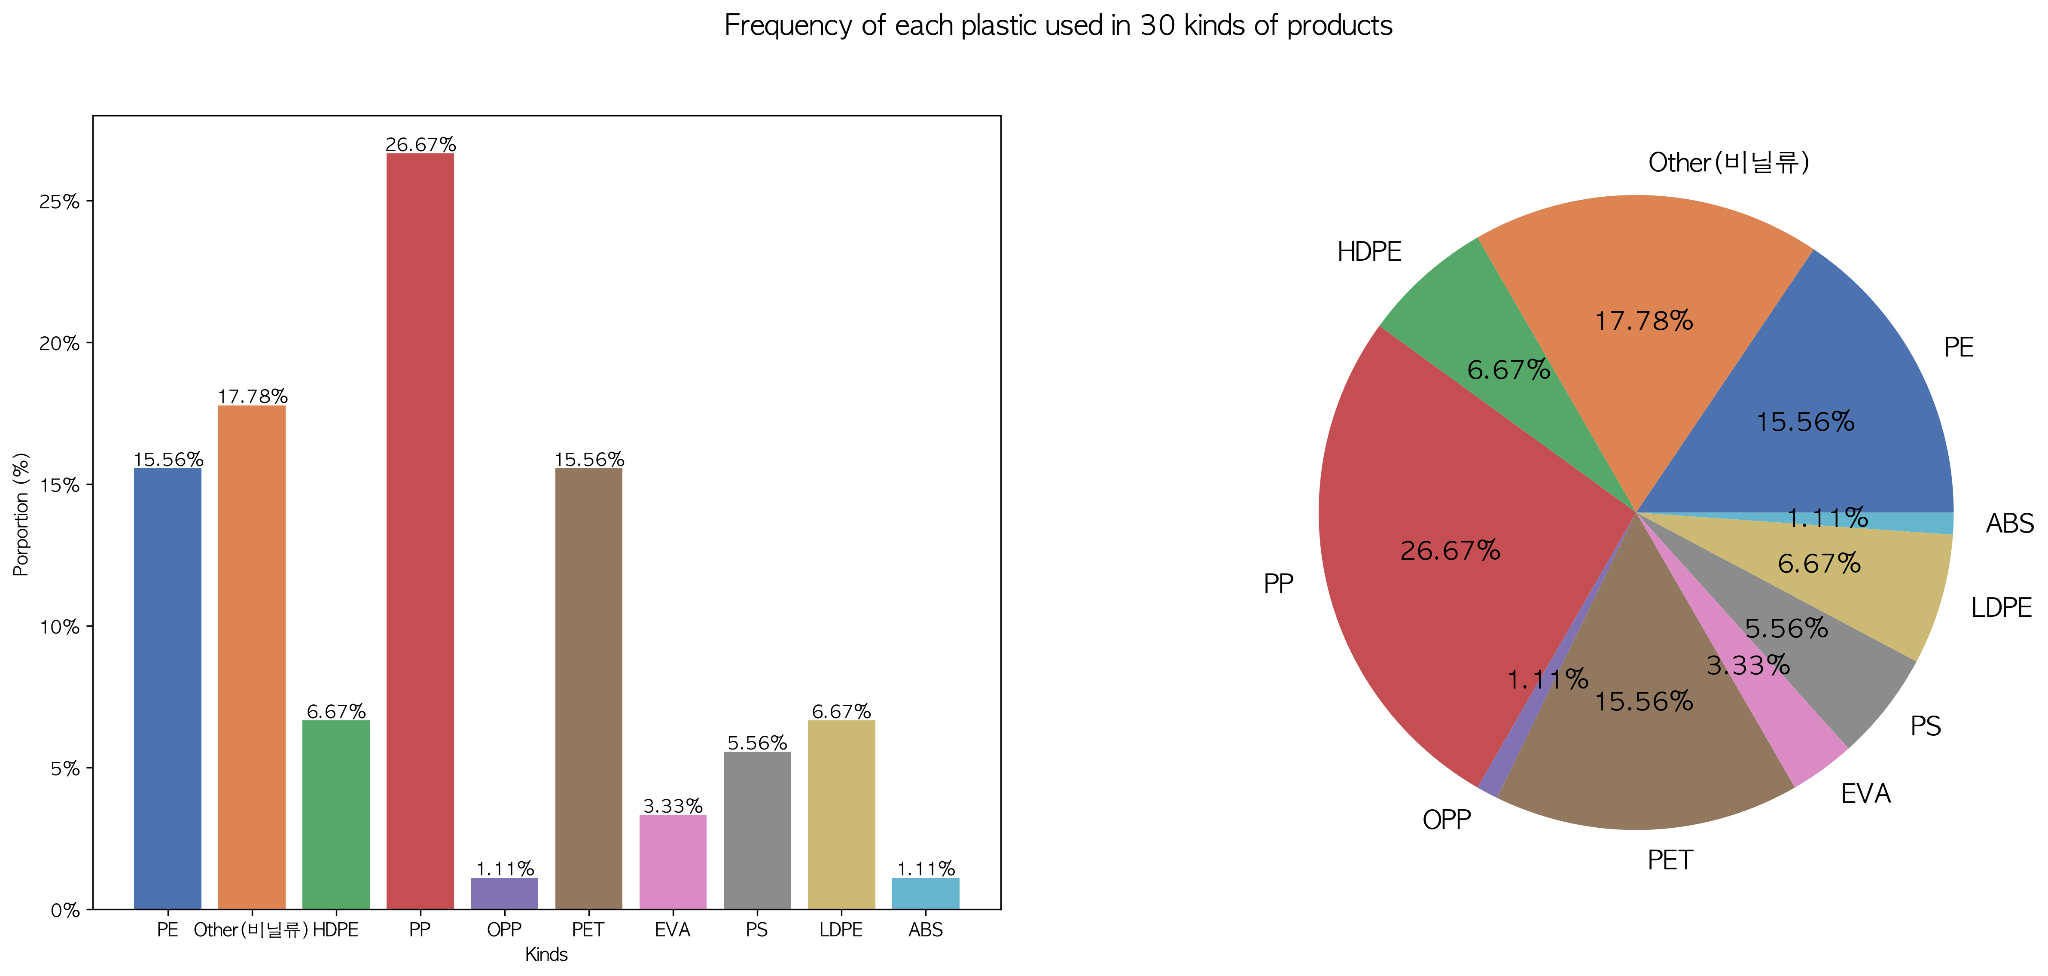 Frequency of each plastic used in 30 kinds of products
26.67%
25%
20%
17.78%
15.56%
15.56%
15%
10%
6.67%
6.67%
5.56%
5%
3.33%
1.11%
1.11%
0%
Porportion (%)
PE Other(비닐류) HDPE PP OPP PET EVA PS LDPE ABS
Kinds
Other(비닐류)
HDPE
PE
17.78%
6.67%
15.56%
1.11%
ABS
26.67%
6.67%
PP
LDPE
5.56%
3.33%
1.11%
15.56%
PS
EVA
OPP
PET